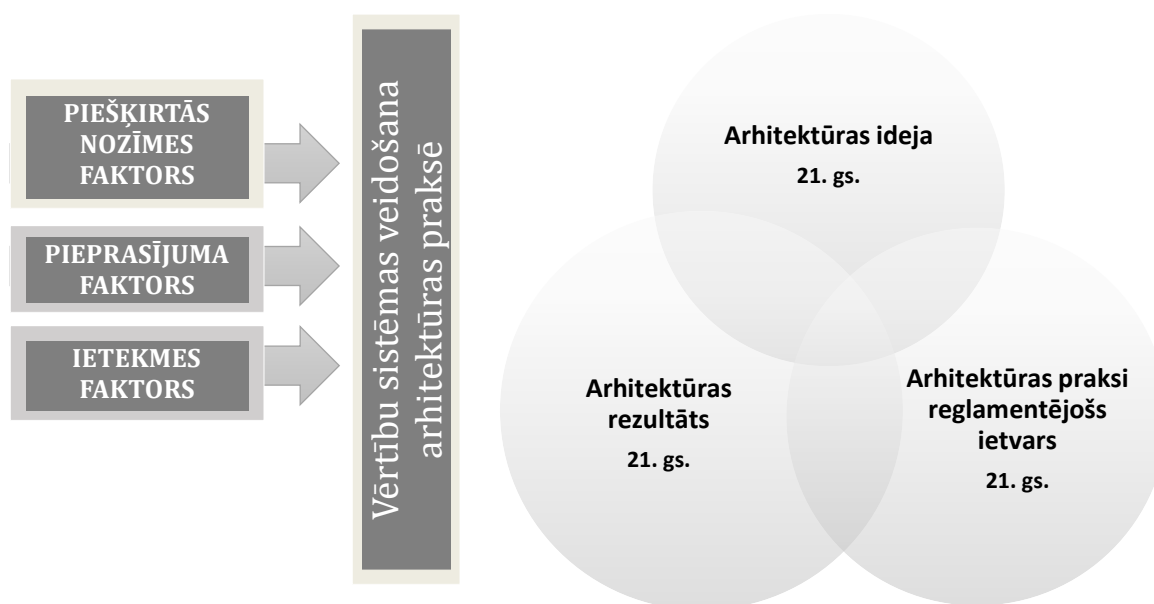 PIEŠĶIRTĀS
NOZĪMES
FAKTORS
PIEPRASĪJUMA
FAKTORS
IETEKMES
FAKTORS
Vērtību sistēmas veidošana
arhitektūras praksē
Arhitektūras ideja
21. gs.
Arhitektūras
rezultāts
21. gs.
Arhitektūras praksi
reglamentējošs
ietvars
21. gs.